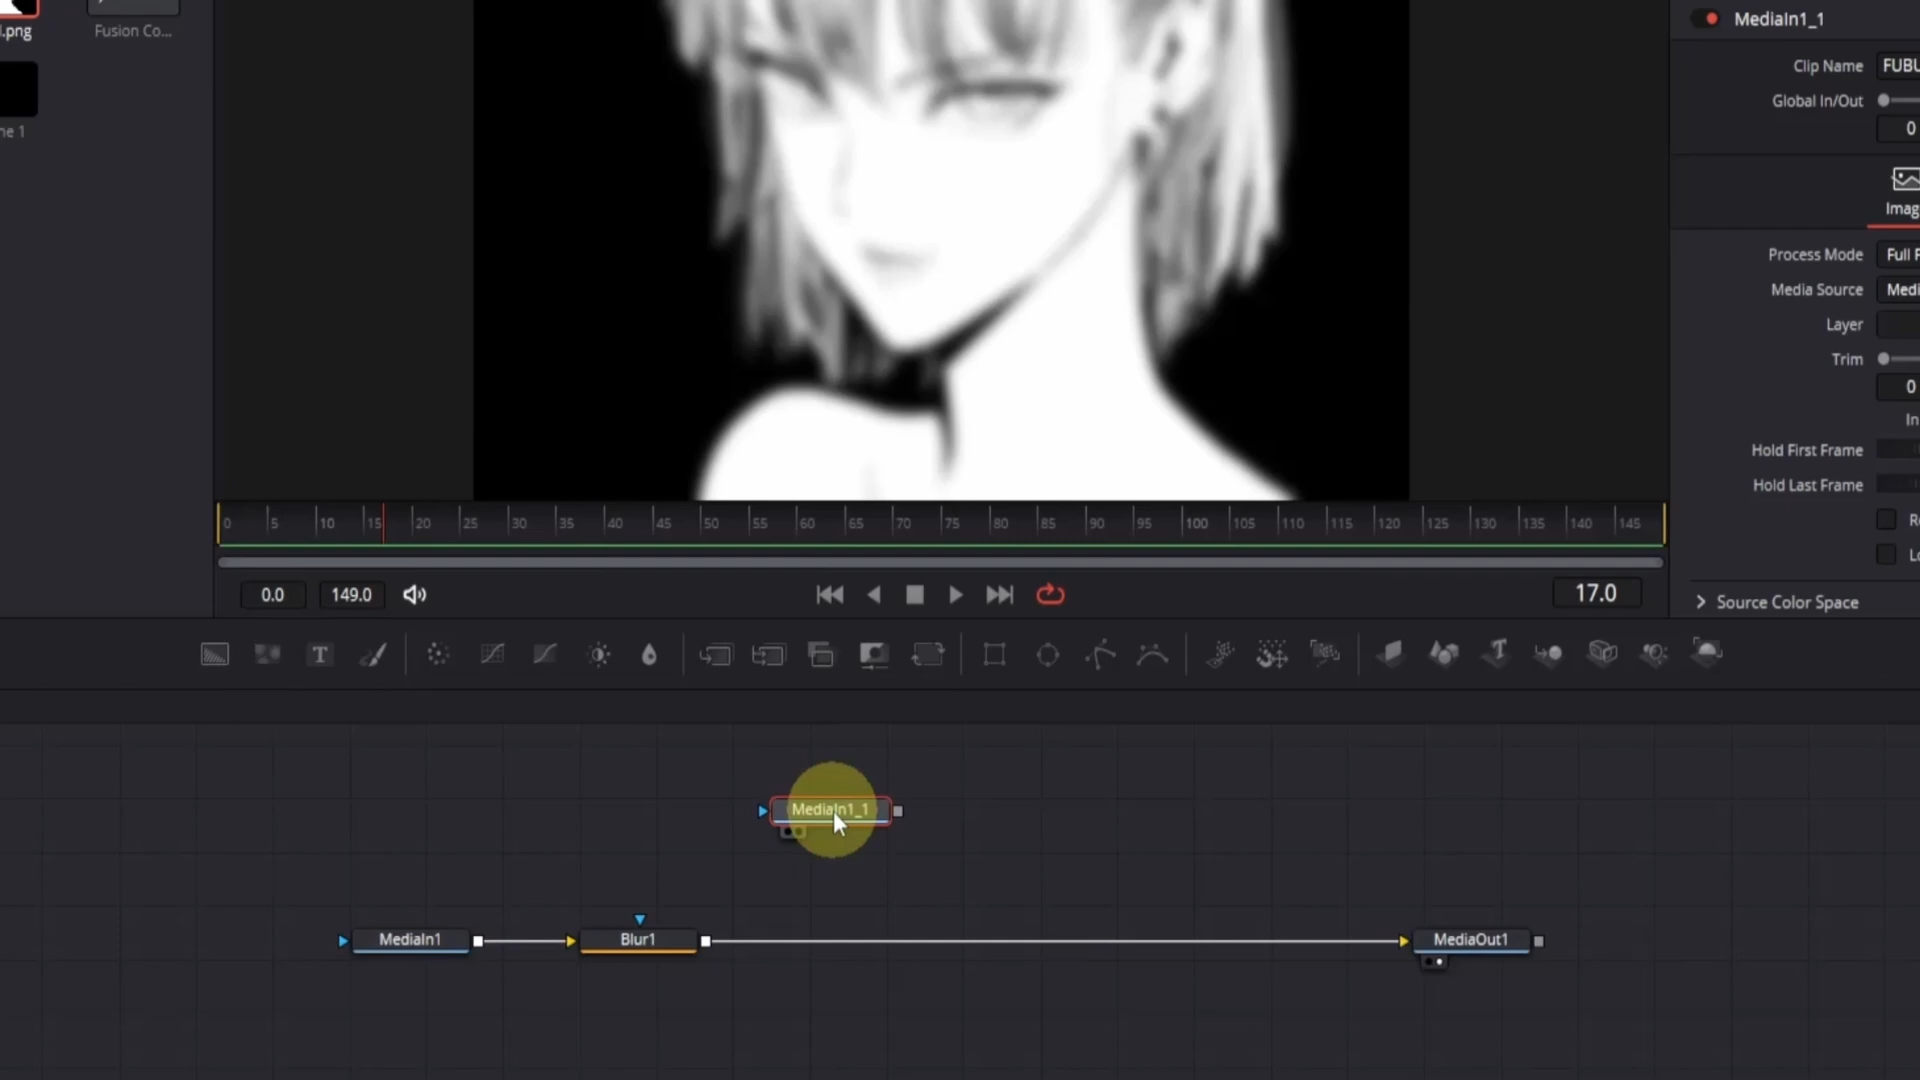 .png
Fusion Co...
ne 1
MediaIn1_1
Clip Name FUBU
Global In/Out
0
Imag
Process Mode Full F
Media Source Medi
Layer
Trim
0
In
Hold First Frame
Hold Last Frame
Re
Lo
Source Color Space
0 5 10 15 20 25 30 35 40 45 50 55 60 65 70 75 80 85 90 95 100 105 110 115 120 125 130 135 140 145
0.0 149.0 17.0
T
MediaIn1_1
MediaIn1 Blur1 MediaOut1